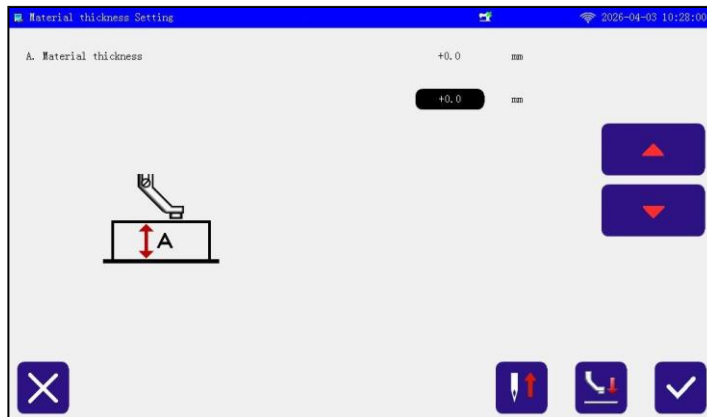 Material thickness Setting 2026-04-03 10:28:00
A. Material thickness +0.0 mm
+0.0 mm
A